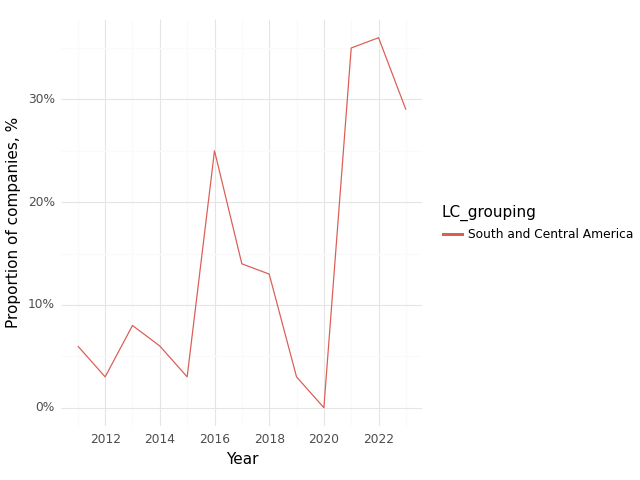 Proportion of companies, %
30%
20%
10%
0%
2012
2014
2016
2018
2020
2022
Year
LC_grouping
South and Central America